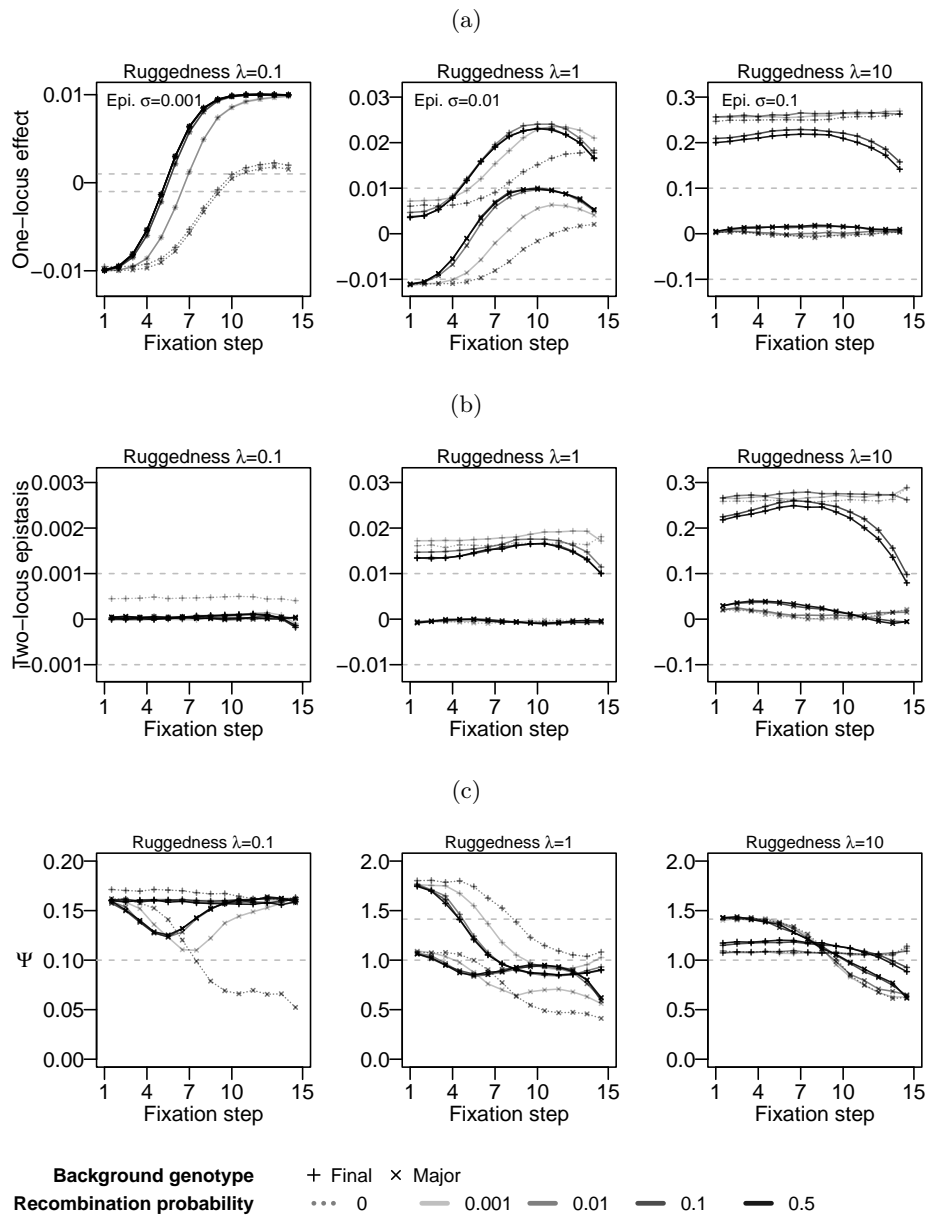 (a)
Ruggedness λ=0.1
Ruggedness λ=1
Ruggedness λ=10
Epi. σ=0.001
Epi. σ=0.01
Epi. σ=0.1
One-locus effect
0.01
0
−0.01
0.03
0.02
0.01
0
−0.01
0.3
0.2
0.1
0
−0.1
1 4 7 10 15
1 4 7 10 15
1 4 7 10 15
Fixation step
Fixation step
Fixation step
(b)
Ruggedness λ=0.1
Ruggedness λ=1
Ruggedness λ=10
Two-locus epistasis
0.003
0.002
0.001
0
−0.001
0.03
0.02
0.01
0
−0.01
0.3
0.2
0.1
0
−0.1
1 4 7 10 15
1 4 7 10 15
1 4 7 10 15
Fixation step
Fixation step
Fixation step
(c)
Ruggedness λ=0.1
Ruggedness λ=1
Ruggedness λ=10
Ψ
0.20
0.15
0.10
0.05
0.00
2.0
1.5
1.0
0.5
0.0
2.0
1.5
1.0
0.5
0.0
1 4 7 10 15
1 4 7 10 15
1 4 7 10 15
Fixation step
Fixation step
Fixation step
Background genotype + Final × Major
Recombination probability 0 0.001 0.01 0.1 0.5